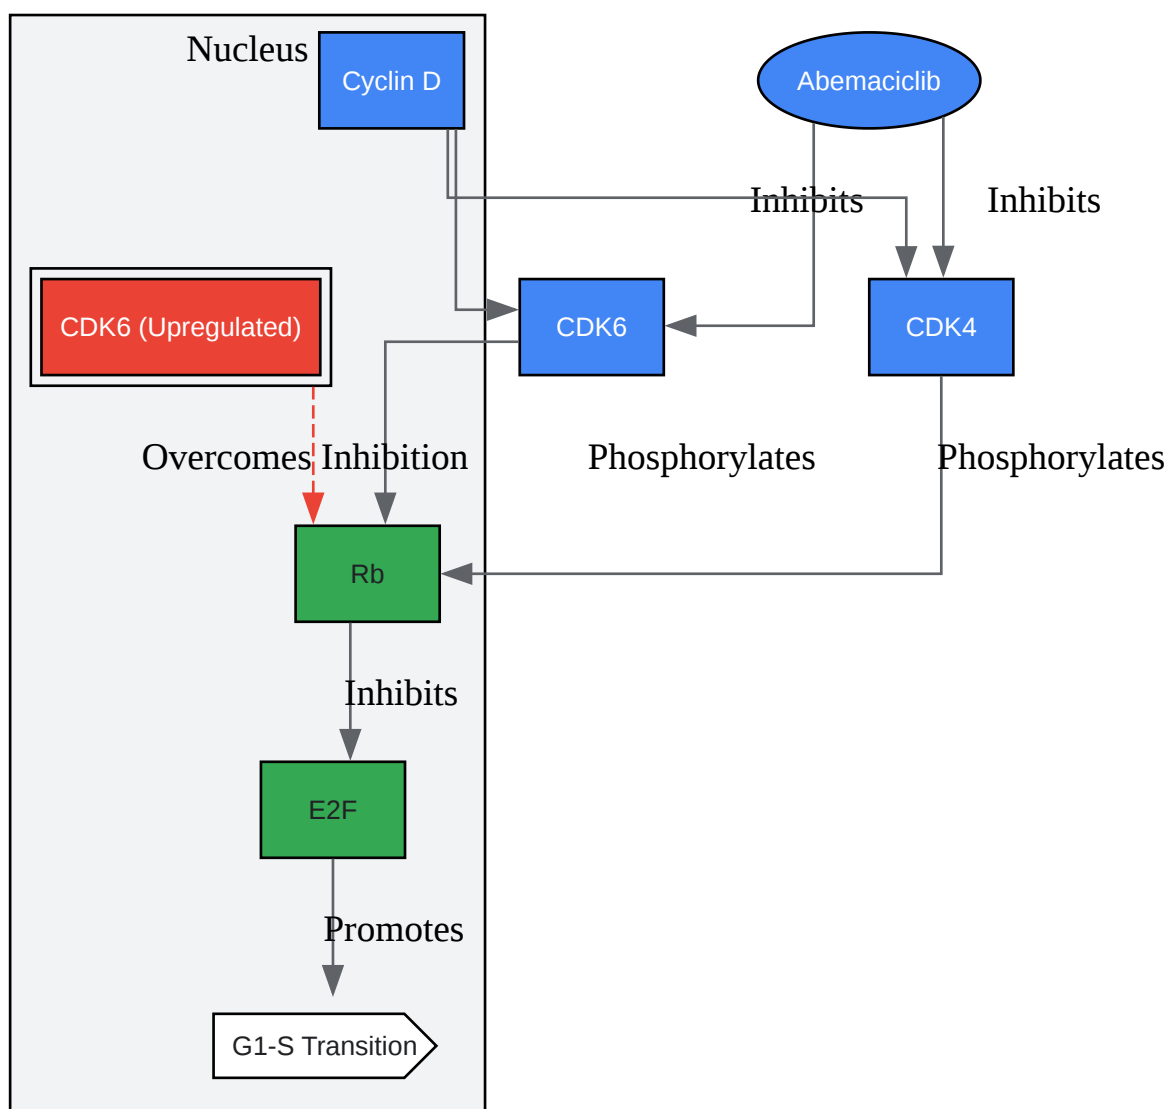 Nucleus
Cyclin D
Abemaciclib
Inhibits
Inhibits
CDK6 (Upregulated)
CDK6
CDK4
Overcomes Inhibition
Phosphorylates
Phosphorylates
Rb
Inhibits
E2F
Promotes
G1-S Transition